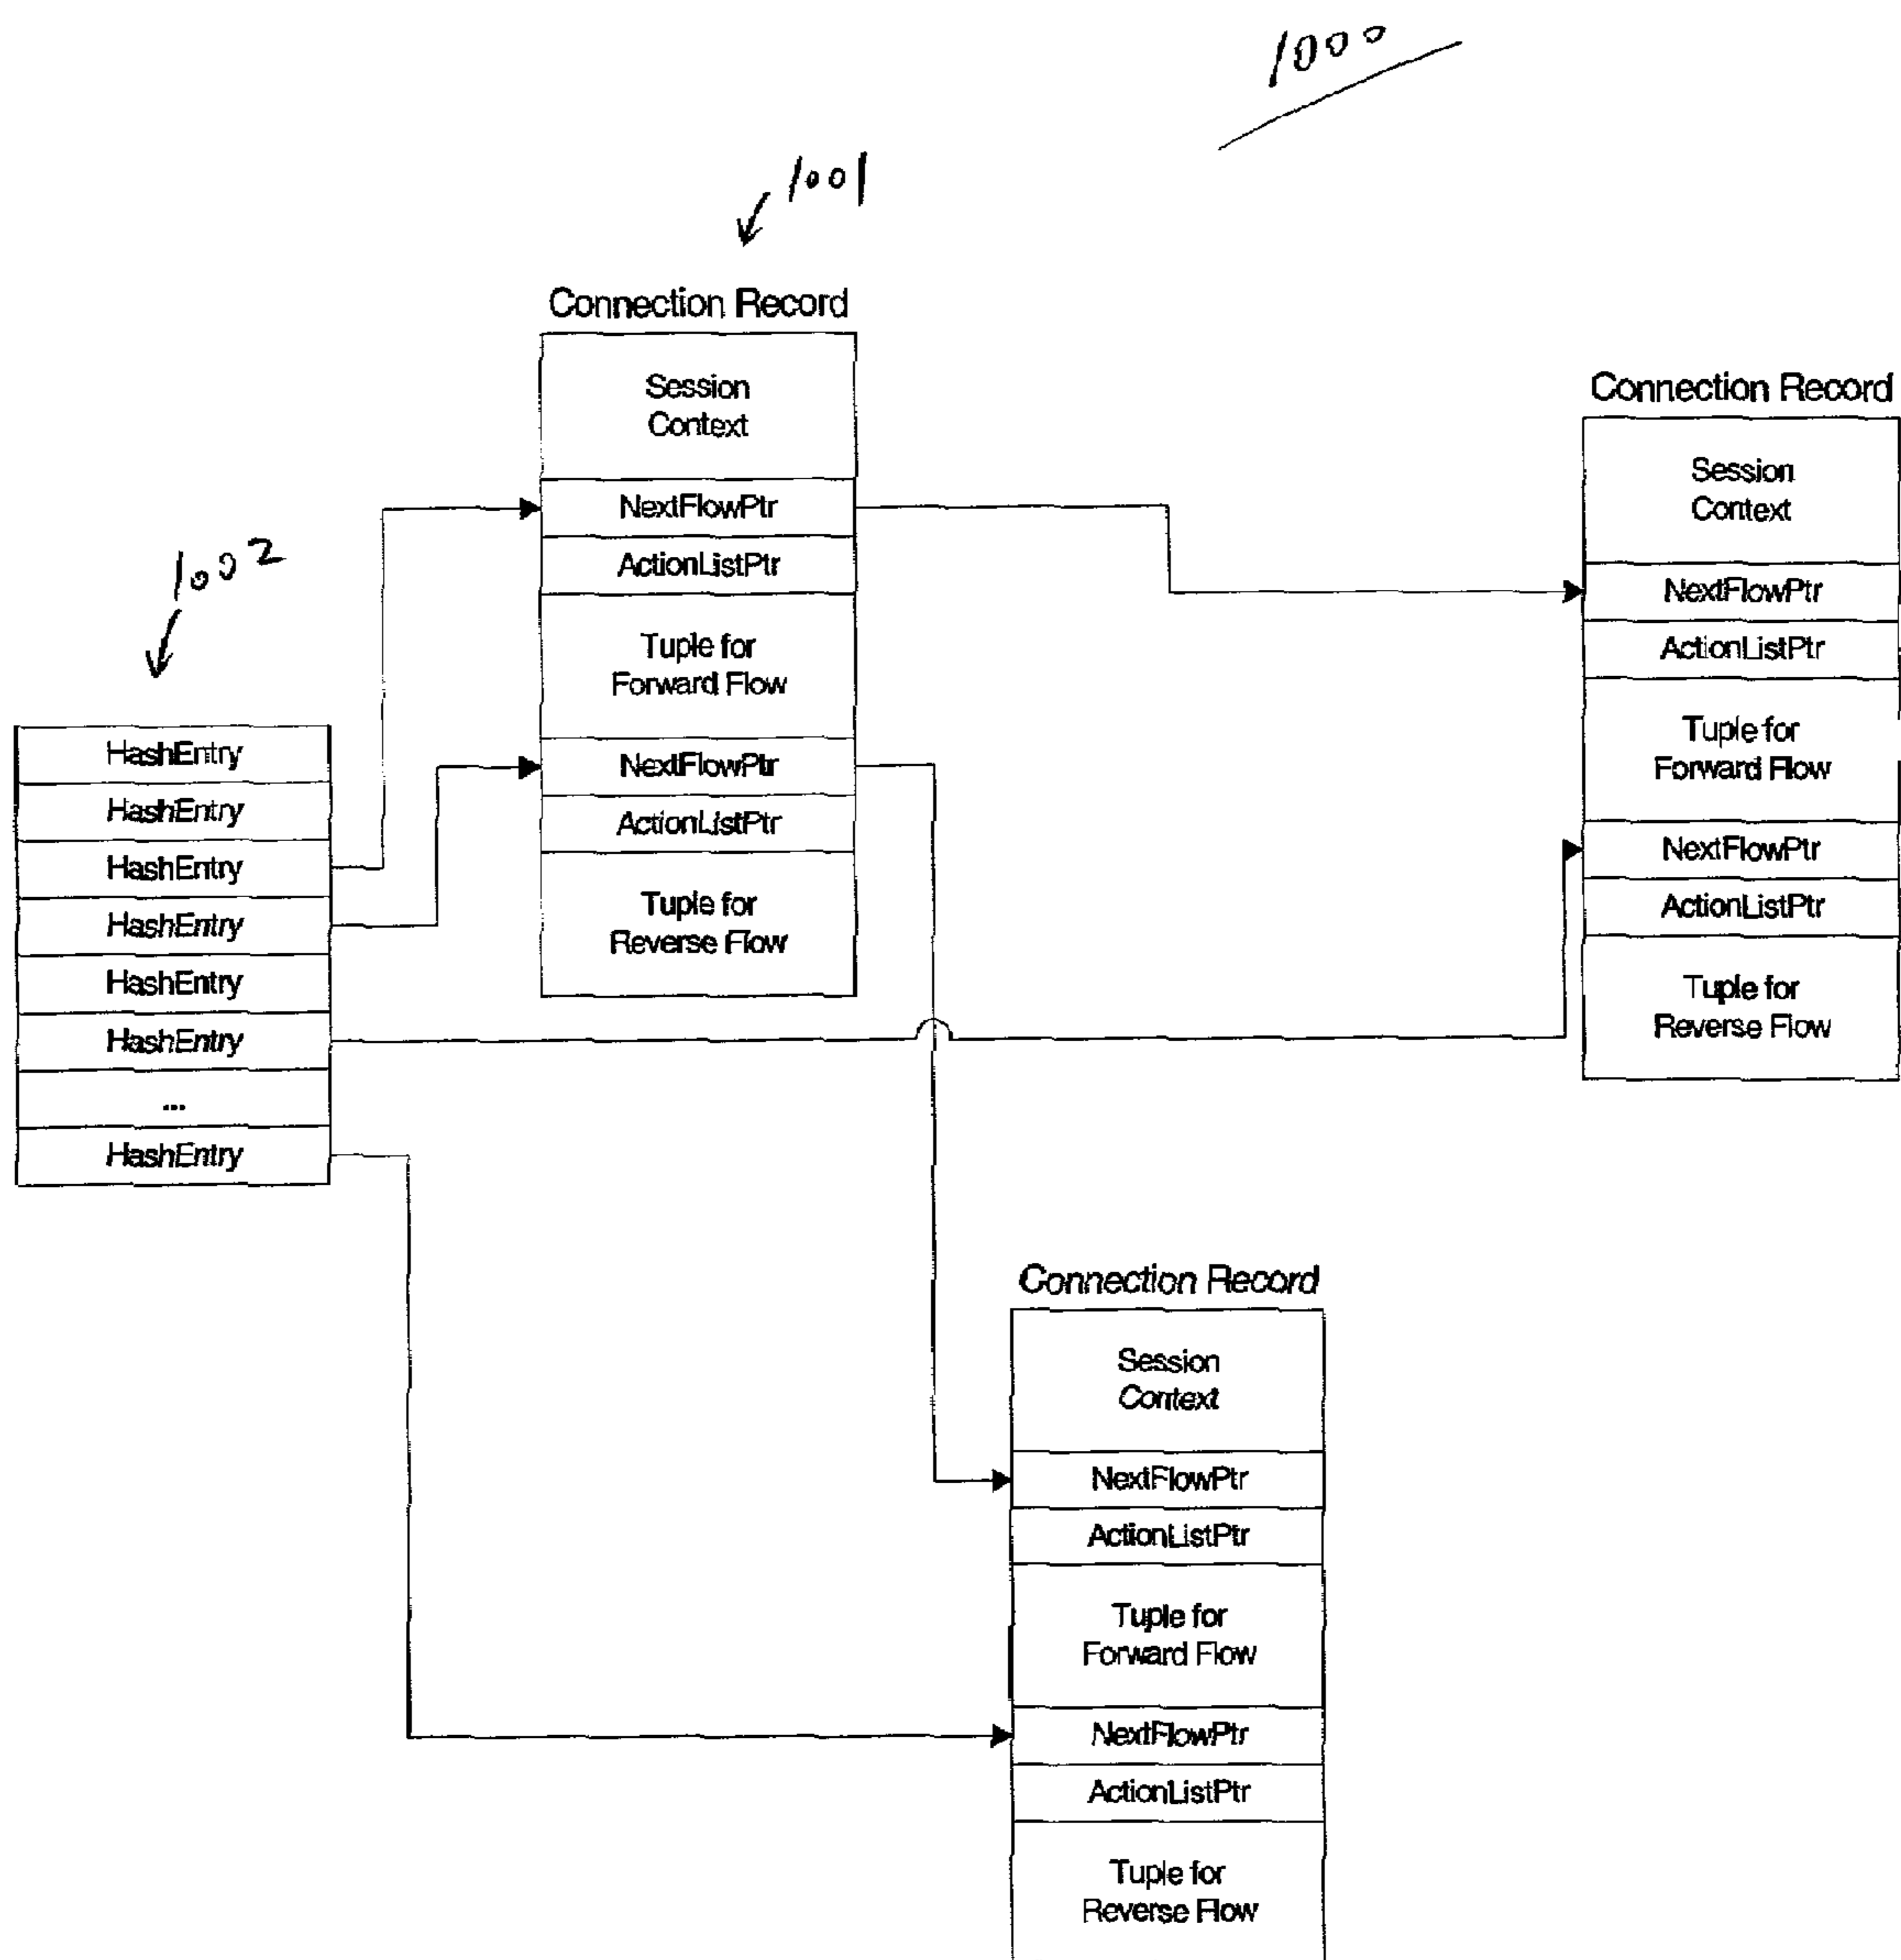 1000
1001
Connection Record
Session
Context
NextFlowPtr
ActionListPtr
Tuple for
Forward Flow
NextFlowPtr
ActionListPtr
Tuple for
Reverse Flow
Connection Record
Session
Context
NextFlowPtr
ActionListPtr
Tuple for
Forward Flow
NextFlowPtr
ActionListPtr
Tuple for
Reverse Flow
1002
HashEntry
HashEntry
HashEntry
HashEntry
HashEntry
HashEntry
...
HashEntry
Connection Record
Session
Context
NextFlowPtr
ActionListPtr
Tuple for
Forward Flow
NextFlowPtr
ActionListPtr
Tuple for
Reverse Flow